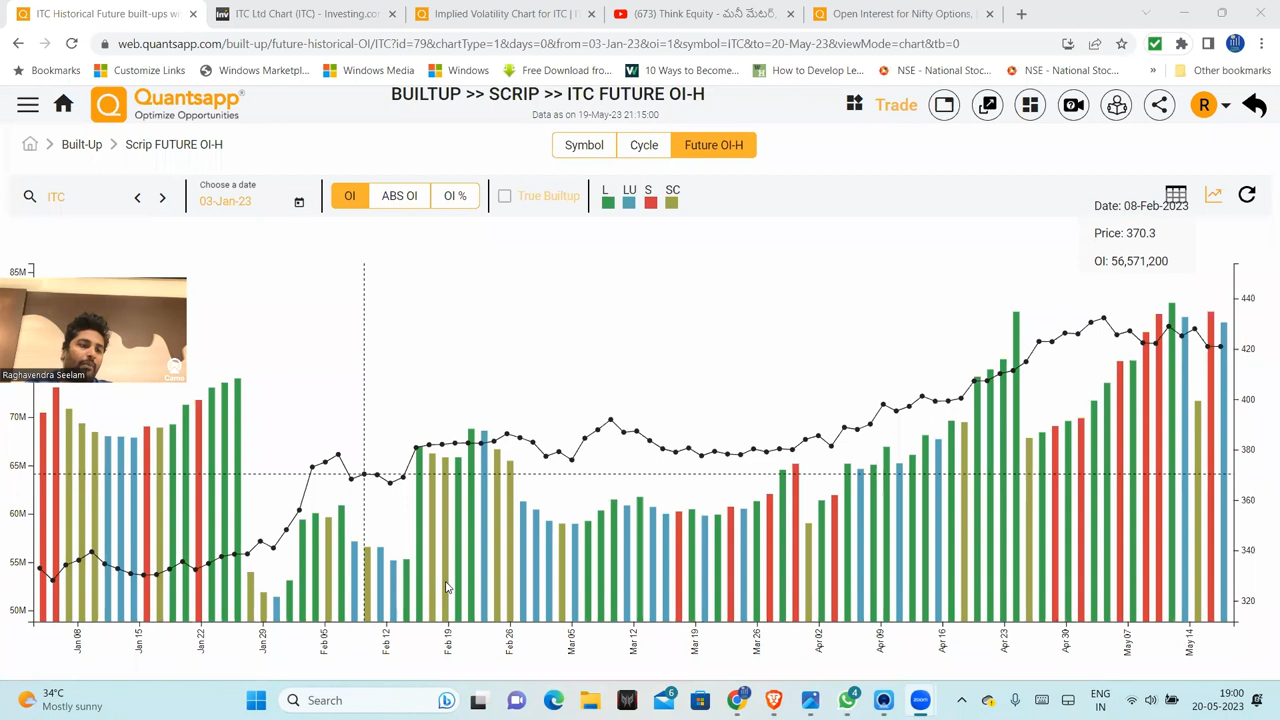 ITC Historical Future built-ups wi
ITC Ltd Chart (ITC) - Investing.con
Implied Volatility Chart for ITC | F
(673) Think Equity - మనీ మేటర్,
Open Interest for Nifty Options, |
web.quantsapp.com/built-up/future-historical-OI/ITC?id=79&chartType=1&days=0&from=03-Jan-23&oi=1&symbol=ITC&to=20-May-23&viewMode=chart&tb=0
Bookmarks
Customize Links
Windows Marketpl...
Windows Media
Windows
Free Download from...
10 Ways to Become...
How to Develop Le...
NSE - National Stoc...
NSE - National Stoc...
»
Other bookmarks
Quantsapp
Optimize Opportunities
BUILTUP >> SCRIP >> ITC FUTURE OI-H
Data as on 19-May-23 21:15:00
Trade
R
Built-Up
Scrip FUTURE OI-H
Symbol
Cycle
Future OI-H
ITC
Choose a date
03-Jan-23
OI
ABS OI
OI %
True Builtup
L LU S SC
Date: 08-Feb-2023
Price: 370.3
OI: 56,571,200
85M
70M
65M
60M
55M
50M
440
420
400
380
360
340
320
Raghavendra Seelam
Camo
Jan 08
Jan 15
Jan 22
Jan 29
Feb 05
Feb 12
Feb 19
Feb 26
Mar 05
Mar 12
Mar 19
Mar 26
Apr 02
Apr 09
Apr 16
Apr 23
Apr 30
May 07
May 14
34°C
Mostly sunny
Search
6
4
zoom
ENG
IN
19:00
20-05-2023